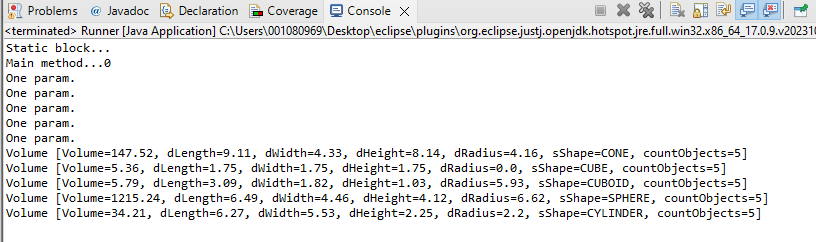 Problems @ Javadoc Declaration Coverage Console
<terminated> Runner [Java Application] C:\Users\001080969\Desktop\eclipse\plugins\org.eclipse.justj.openjdk.hotspot.jre.full.win32.x86_64_17.0.9.v202310
Static block...
Main method...0
One param.
One param.
One param.
One param.
One param.
Volume [Volume=147.52, dLength=9.11, dWidth=4.33, dHeight=8.14, dRadius=4.16, sShape=CONE, countObjects=5]
Volume [Volume=5.36, dLength=1.75, dWidth=1.75, dHeight=1.75, dRadius=0.0, sShape=CUBE, countObjects=5]
Volume [Volume=5.79, dLength=3.09, dWidth=1.82, dHeight=1.03, dRadius=5.93, sShape=CUBOID, countObjects=5]
Volume [Volume=1215.24, dLength=6.49, dWidth=4.46, dHeight=4.12, dRadius=6.62, sShape=SPHERE, countObjects=5]
Volume [Volume=34.21, dLength=6.27, dWidth=5.53, dHeight=2.25, dRadius=2.2, sShape=CYLINDER, countObjects=5]